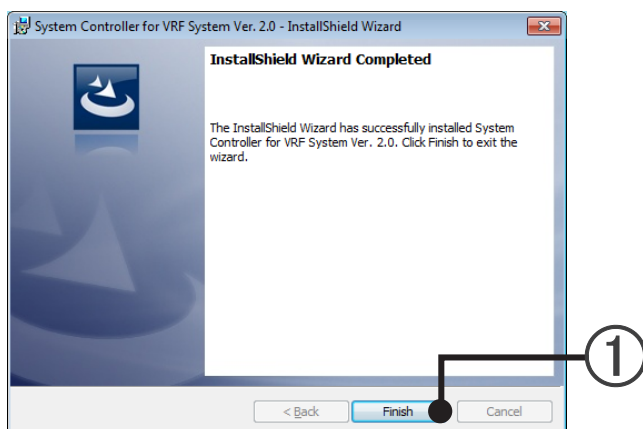 System Controller for VRF System Ver. 2.0 - InstallShield Wizard
InstallShield Wizard Completed
The InstallShield Wizard has successfully installed System
Controller for VRF System Ver. 2.0. Click Finish to exit the
wizard.
①
< Back Finish Cancel